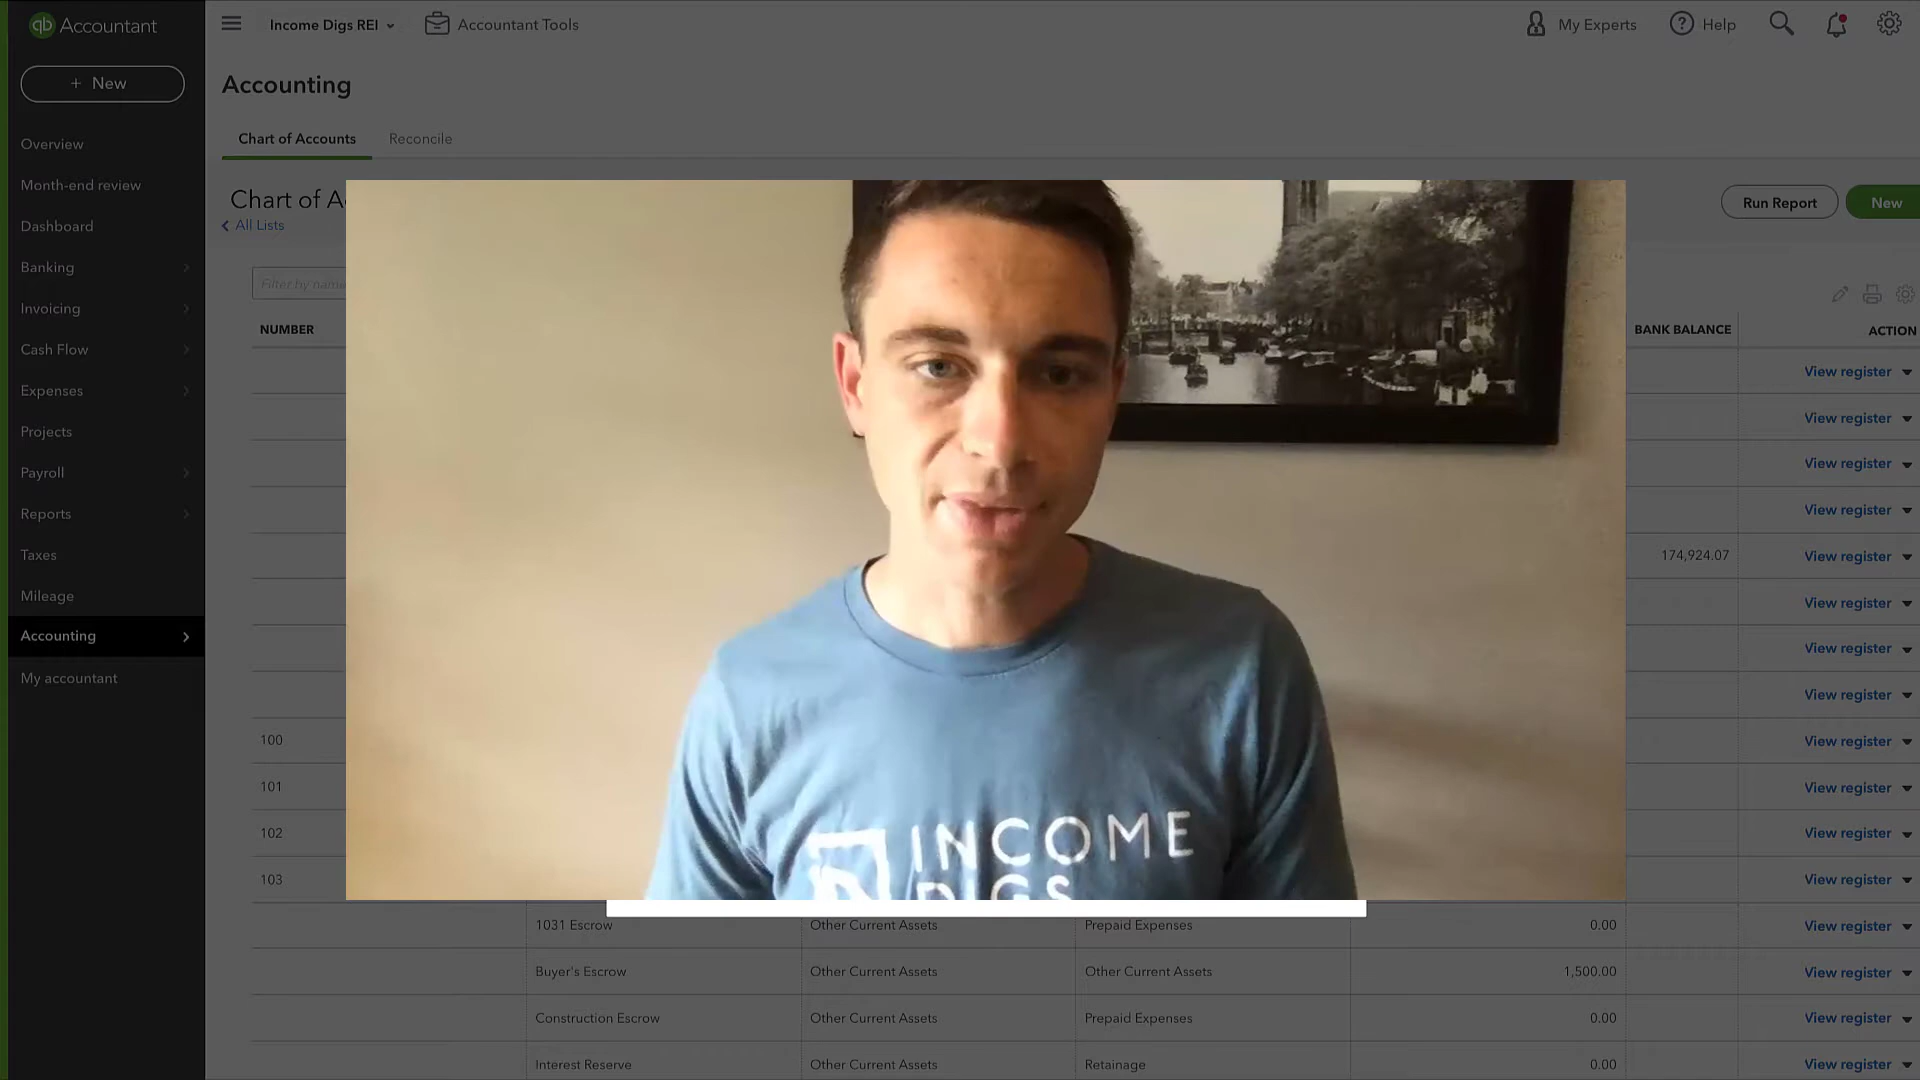 qb Accountant
Income Digs REI
Accountant Tools
My Experts
Help
+ New
Accounting
Overview
Chart of Accounts
Reconcile
Month-end review
Chart of A
Run Report
New
All Lists
Dashboard
Banking
Filter by name
Invoicing
NUMBER
BANK BALANCE
ACTION
Cash Flow
View register
Expenses
View register
Projects
View register
Payroll
View register
Reports
174,924.07
View register
Taxes
View register
Mileage
View register
Accounting
View register
My accountant
100
View register
101
View register
102
View register
103
View register
INCOME
DIGS
1031 Escrow
Other Current Assets
Prepaid Expenses
0.00
View register
Buyer's Escrow
Other Current Assets
Other Current Assets
1,500.00
View register
Construction Escrow
Other Current Assets
Prepaid Expenses
0.00
View register
Interest Reserve
Other Current Assets
Retainage
0.00
View register